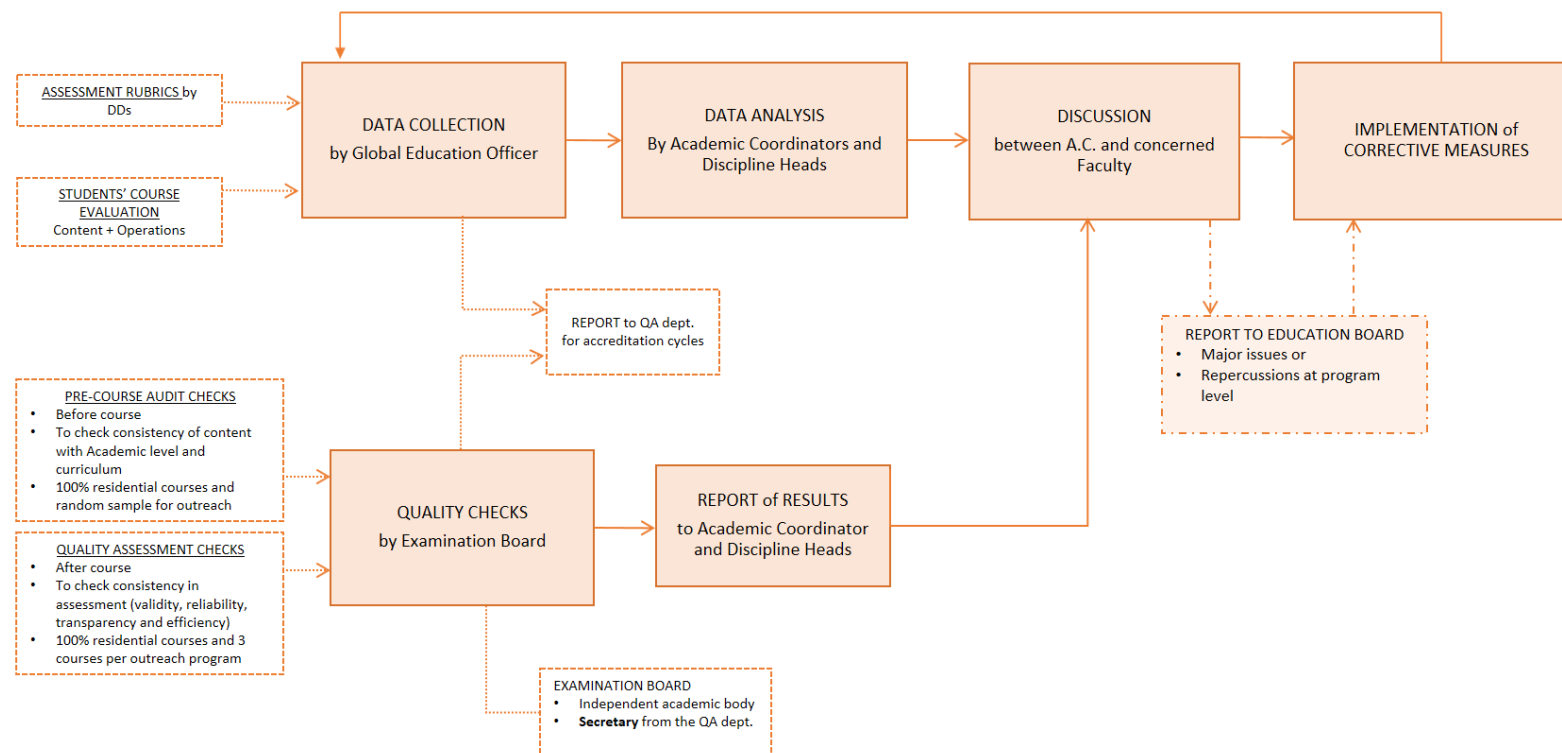 ASSESSMENT RUBRICS by
DDs
STUDENTS’ COURSE
EVALUATION
Content + Operations
DATA COLLECTION
by Global Education Officer
DATA ANALYSIS
By Academic Coordinators and
Discipline Heads
DISCUSSION
between A.C. and concerned
Faculty
IMPLEMENTATION of
CORRECTIVE MEASURES
REPORT to QA dept.
for accreditation cycles
REPORT TO EDUCATION BOARD
• Major issues or
• Repercussions at program
level
PRE-COURSE AUDIT CHECKS
• Before course
• To check consistency of content
with Academic level and
curriculum
• 100% residential courses and
random sample for outreach
QUALITY ASSESSMENT CHECKS
• After course
• To check consistency in
assessment (validity, reliability,
transparency and efficiency)
• 100% residential courses and 3
courses per outreach program
QUALITY CHECKS
by Examination Board
REPORT of RESULTS
to Academic Coordinator
and Discipline Heads
EXAMINATION BOARD
• Independent academic body
• Secretary from the QA dept.